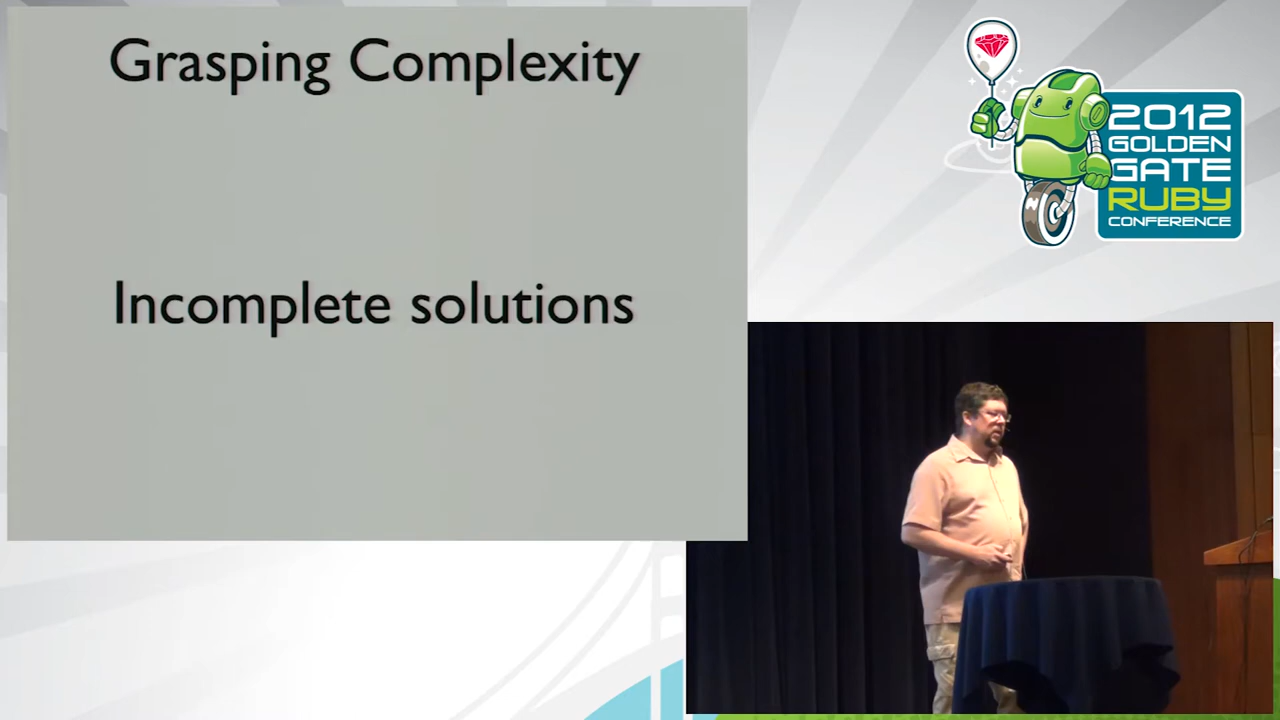 Grasping Complexity
Incomplete solutions
2012
GOLDEN
GATE
RUBY
CONFERENCE